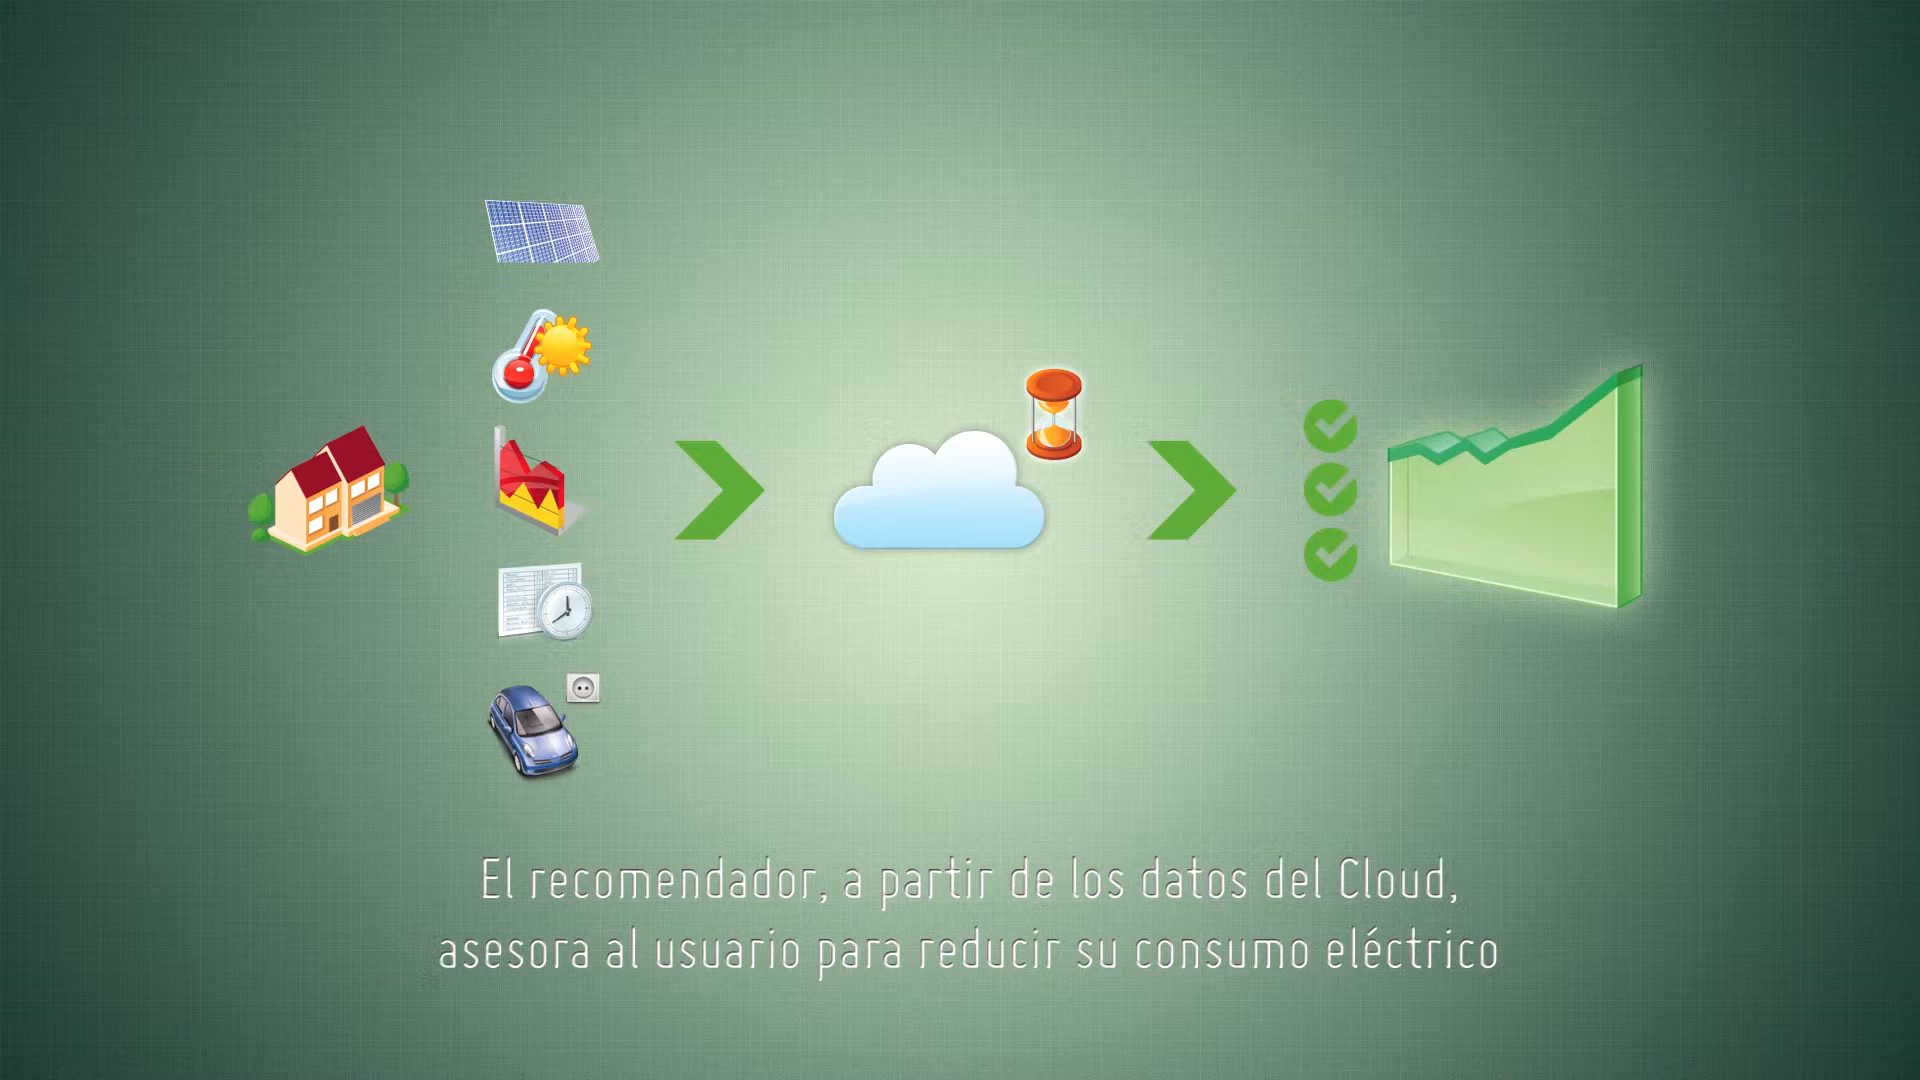 El recomendador, a partir de los datos del Cloud,
asesora al usuario para reducir su consumo eléctrico